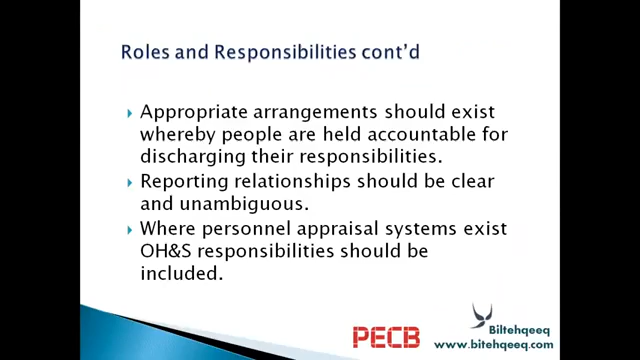 Roles and Responsibilities cont'd
Appropriate arrangements should exist
whereby people are held accountable for
discharging their responsibilities.
Reporting relationships should be clear
and unambiguous.
Where personnel appraisal systems exist
OH&S responsibilities should be
included.
PECB
Biltehqeeq
www.bitehqeeq.com